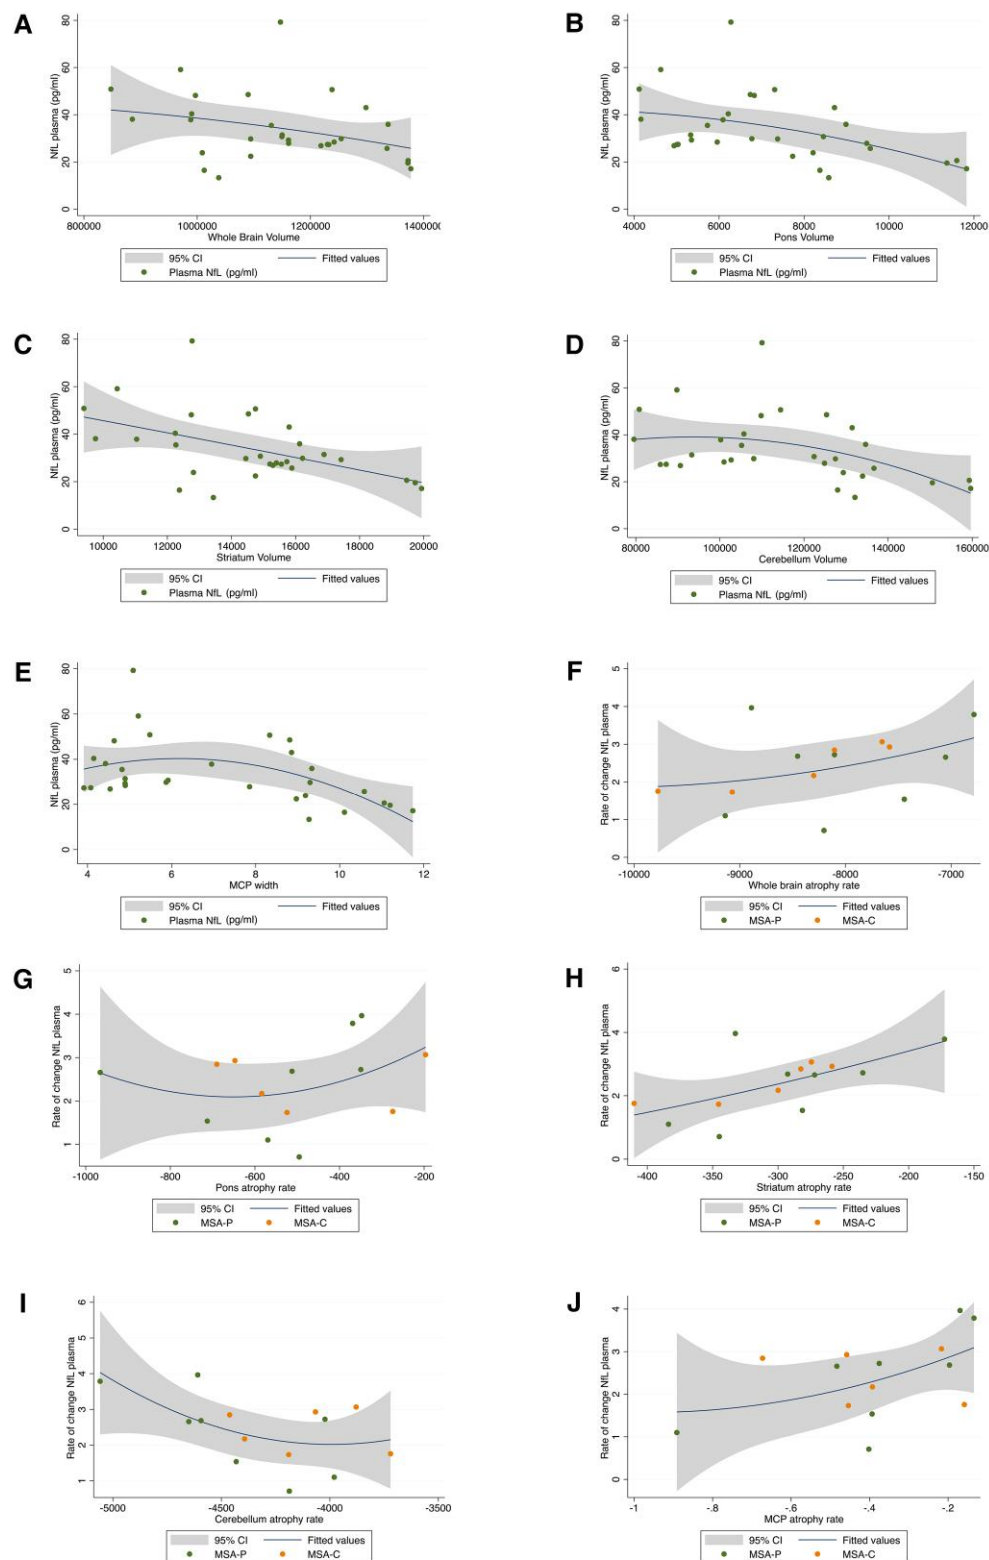 A
NfL plasma (pg/ml)
80
60
40
20
0
800000 1000000 1200000 1400000
Whole Brain Volume
95% CI Fitted values
Plasma NfL (pg/ml)
B
NfL plasma (pg/ml)
80
60
40
20
0
4000 6000 8000 10000 12000
Pons Volume
95% CI Fitted values
Plasma NfL (pg/ml)
C
NfL plasma (pg/ml)
80
60
40
20
0
10000 12000 14000 16000 18000 20000
Striatum Volume
95% CI Fitted values
Plasma NfL (pg/ml)
D
NfL plasma (pg/ml)
80
60
40
20
0
80000 100000 120000 140000 160000
Cerebellum Volume
95% CI Fitted values
Plasma NfL (pg/ml)
E
NfL plasma (pg/ml)
80
60
40
20
0
4 6 8 10 12
MCP width
95% CI Fitted values
Plasma NfL (pg/ml)
F
Rate of change NfL plasma
5
4
3
2
1
0
-10000 -9000 -8000 -7000
Whole brain atrophy rate
95% CI Fitted values
MSA-P MSA-C
G
Rate of change NfL plasma
5
4
3
2
1
-1000 -800 -600 -400 -200
Pons atrophy rate
95% CI Fitted values
MSA-P MSA-C
H
Rate of change NfL plasma
6
4
2
0
-400 -350 -300 -250 -200 -150
Striatum atrophy rate
95% CI Fitted values
MSA-P MSA-C
I
Rate of change NfL plasma
6
5
4
3
2
1
-5000 -4500 -4000 -3500
Cerebellum atrophy rate
95% CI Fitted values
MSA-P MSA-C
J
Rate of change NfL plasma
4
3
2
1
0
-1 -.8 -.6 -.4 -.2
MCP atrophy rate
95% CI Fitted values
MSA-P MSA-C